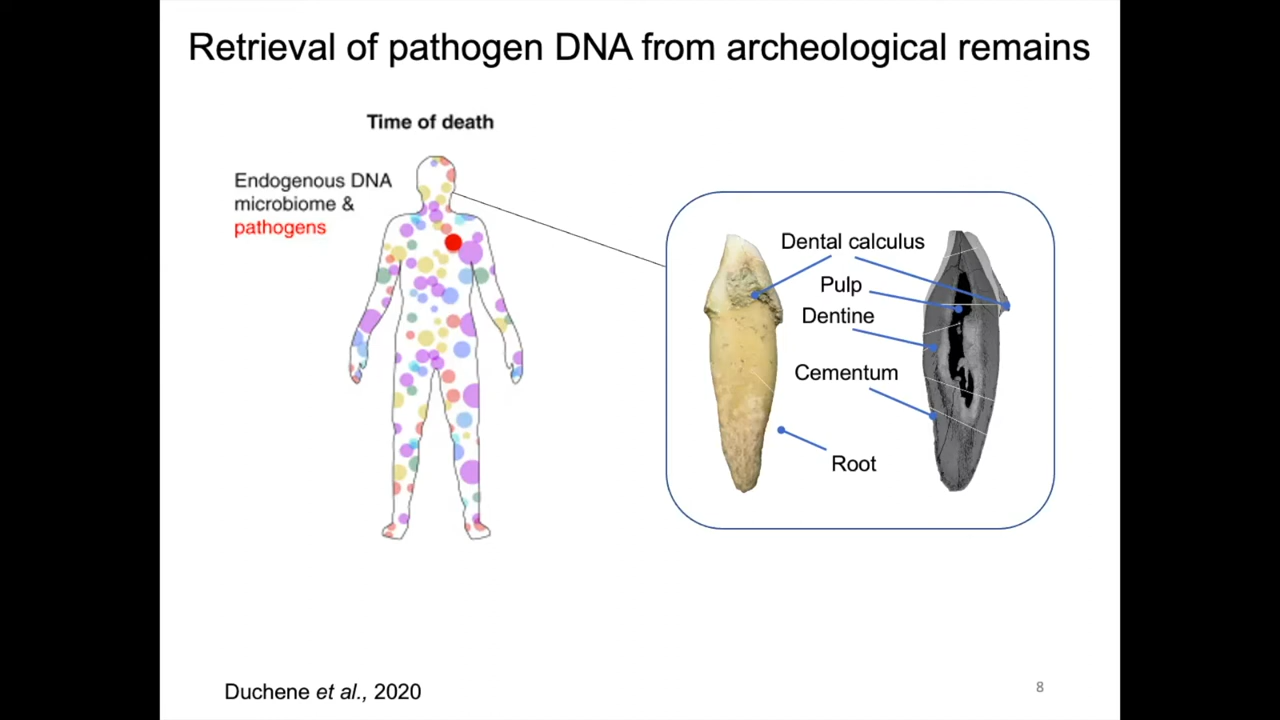 Retrieval of pathogen DNA from archeological remains
Time of death
Endogenous DNA
microbiome &
pathogens
Dental calculus
Pulp
Dentine
Cementum
Root
Duchene et al., 2020
8